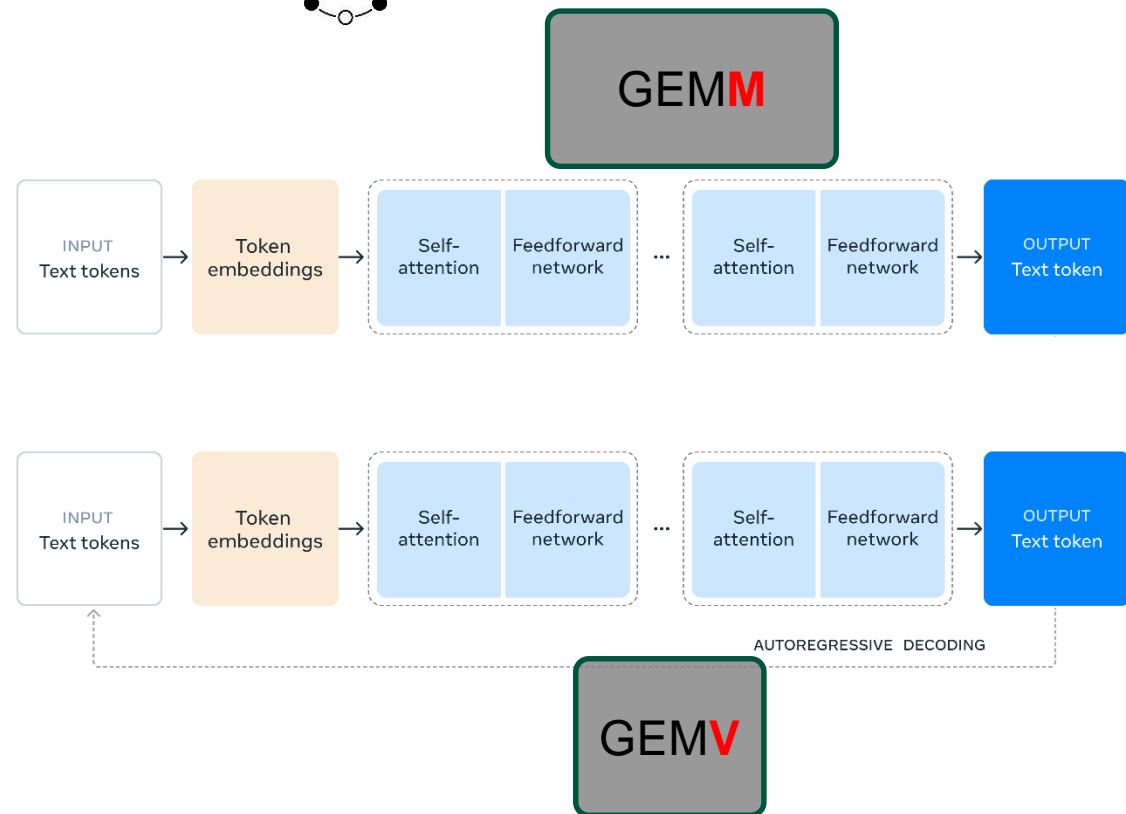 GEMM
INPUT
Text tokens
Token
embeddings
Self-
attention
Feedforward
network
...
Self-
attention
Feedforward
network
OUTPUT
Text token
INPUT
Text tokens
Token
embeddings
Self-
attention
Feedforward
network
...
Self-
attention
Feedforward
network
OUTPUT
Text token
AUTOREGRESSIVE DECODING
GEMV